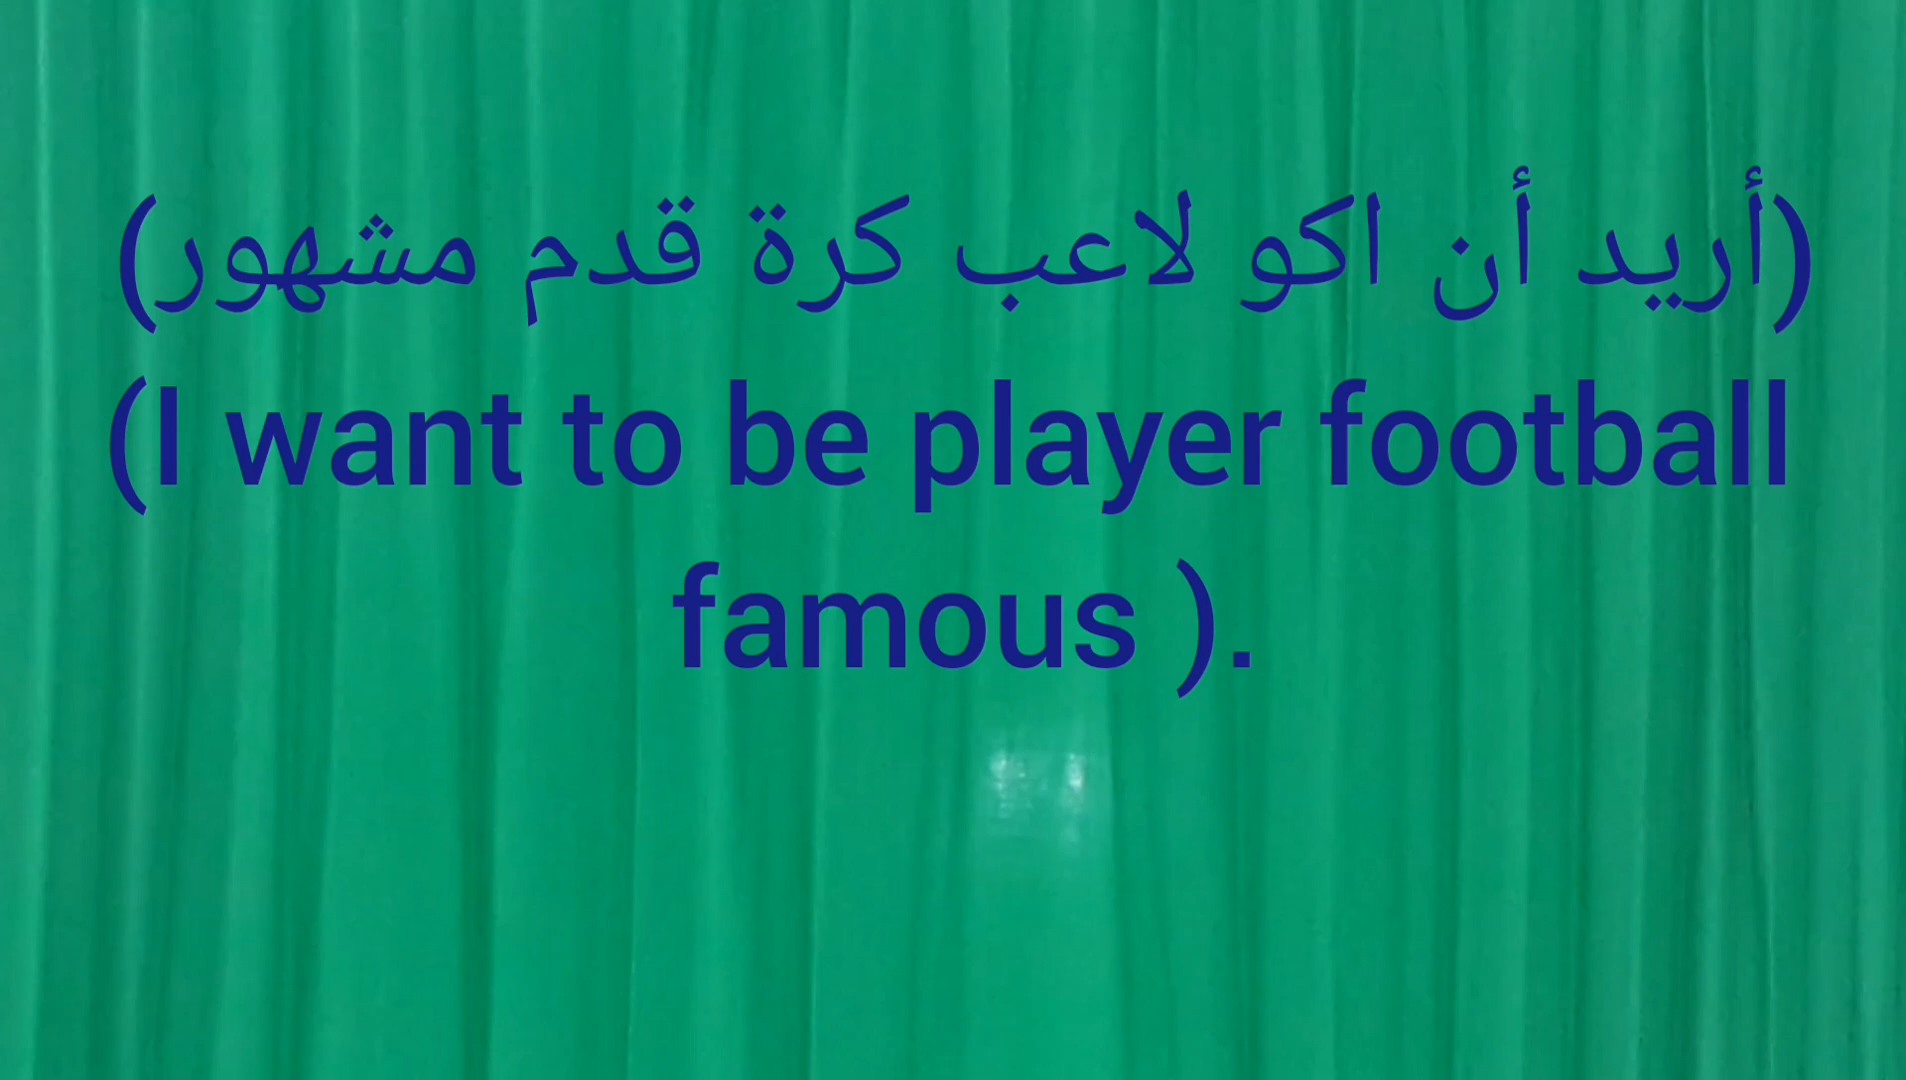 (أريد أن اكو لاعب كرة قدم مشهور)
(I want to be player football
famous ).